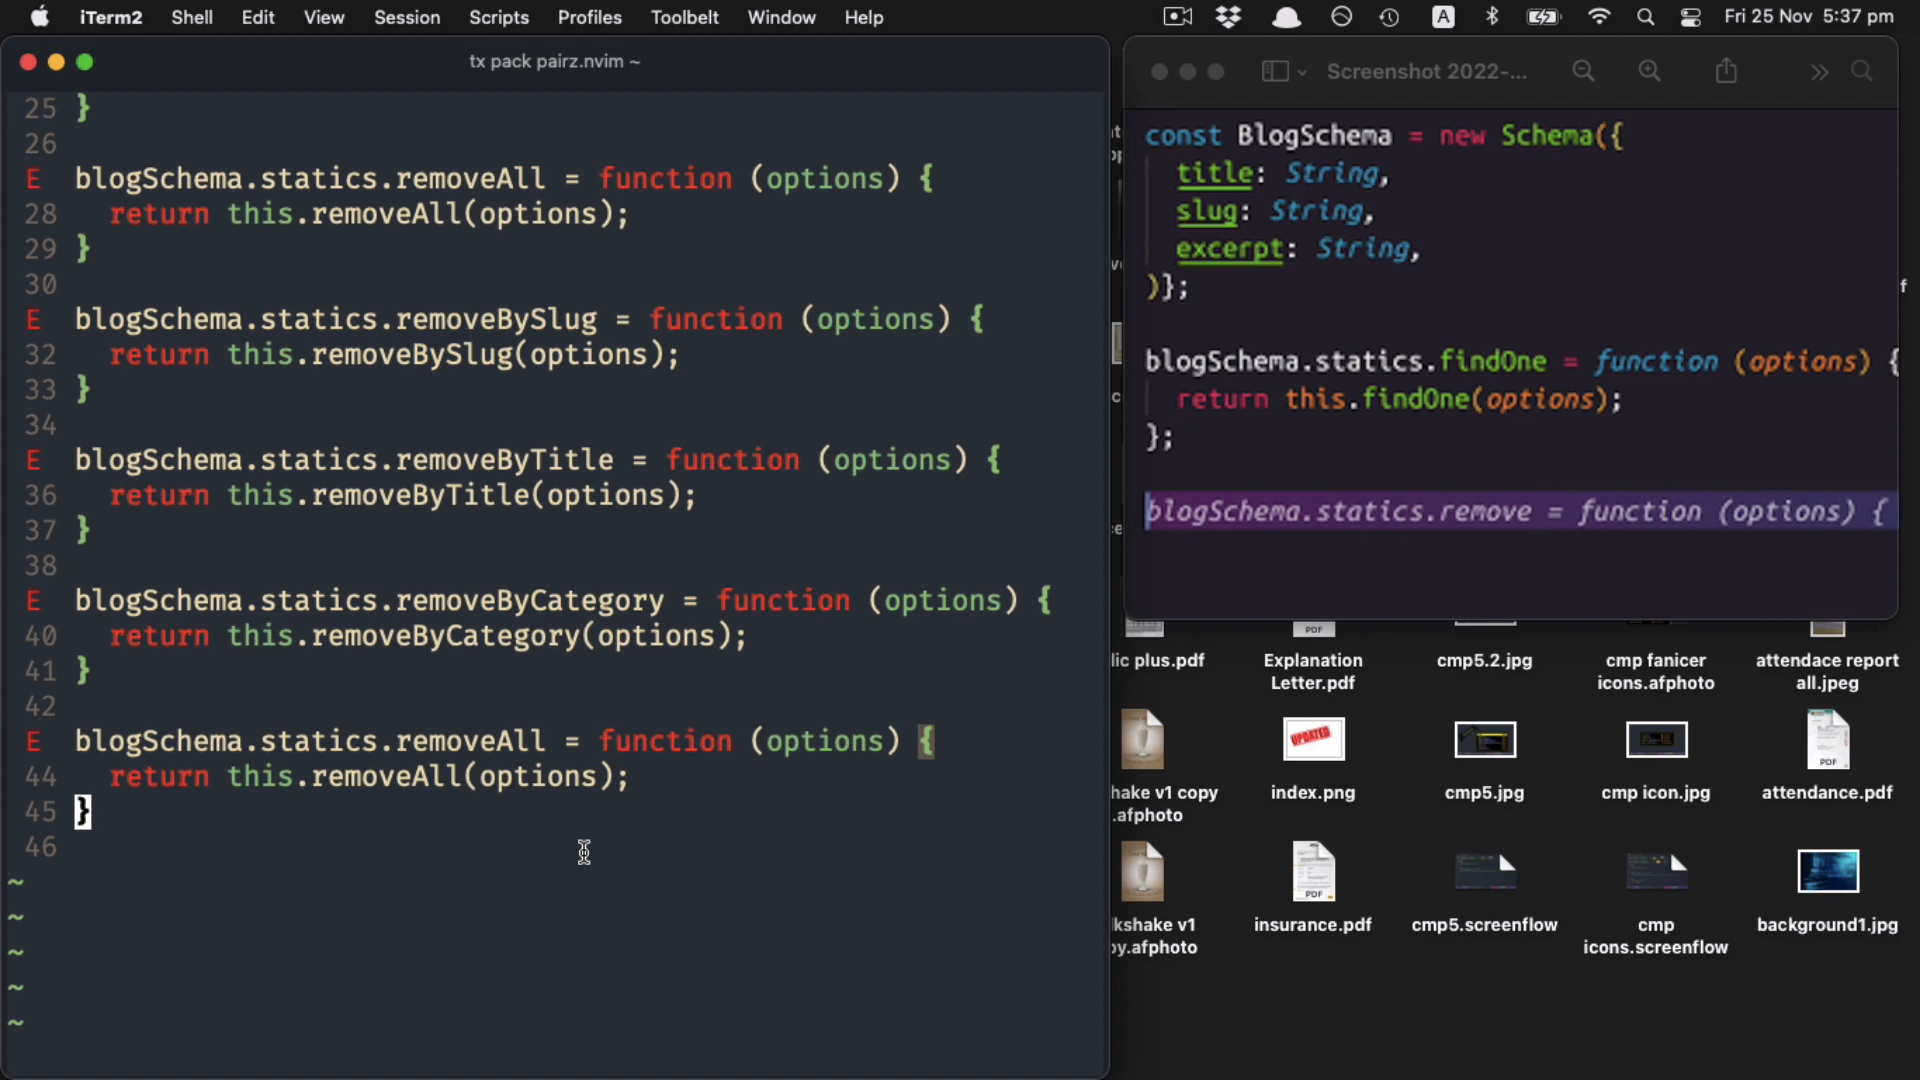 iTerm2 Shell Edit View Session Scripts Profiles Toolbelt Window Help
A
Fri 25 Nov 5:37 pm
tx pack pairz.nvim ~
25 }
26
E blogSchema.statics.removeAll = function (options) {
28 return this.removeAll(options);
29 }
30
E blogSchema.statics.removeBySlug = function (options) {
32 return this.removeBySlug(options);
33 }
34
E blogSchema.statics.removeByTitle = function (options) {
36 return this.removeByTitle(options);
37 }
38
E blogSchema.statics.removeByCategory = function (options) {
40 return this.removeByCategory(options);
41 }
42
E blogSchema.statics.removeAll = function (options) {
44 return this.removeAll(options);
45 }
46
~
~
~
~
~
Screenshot 2022-...
const BlogSchema = new Schema({
title: String,
slug: String,
excerpt: String,
)};
blogSchema.statics.findOne = function (options) {
return this.findOne(options);
};
blogSchema.statics.remove = function (options) {
PDF
lic plus.pdf
Explanation
Letter.pdf
cmp5.2.jpg
cmp fanicer
icons.afphoto
attendace report
all.jpeg
UPDATED
PDF
hake v1 copy
.afphoto
index.png
cmp5.jpg
cmp icon.jpg
attendance.pdf
PDF
lkshake v1
py.afphoto
insurance.pdf
cmp5.screenflow
cmp
icons.screenflow
background1.jpg